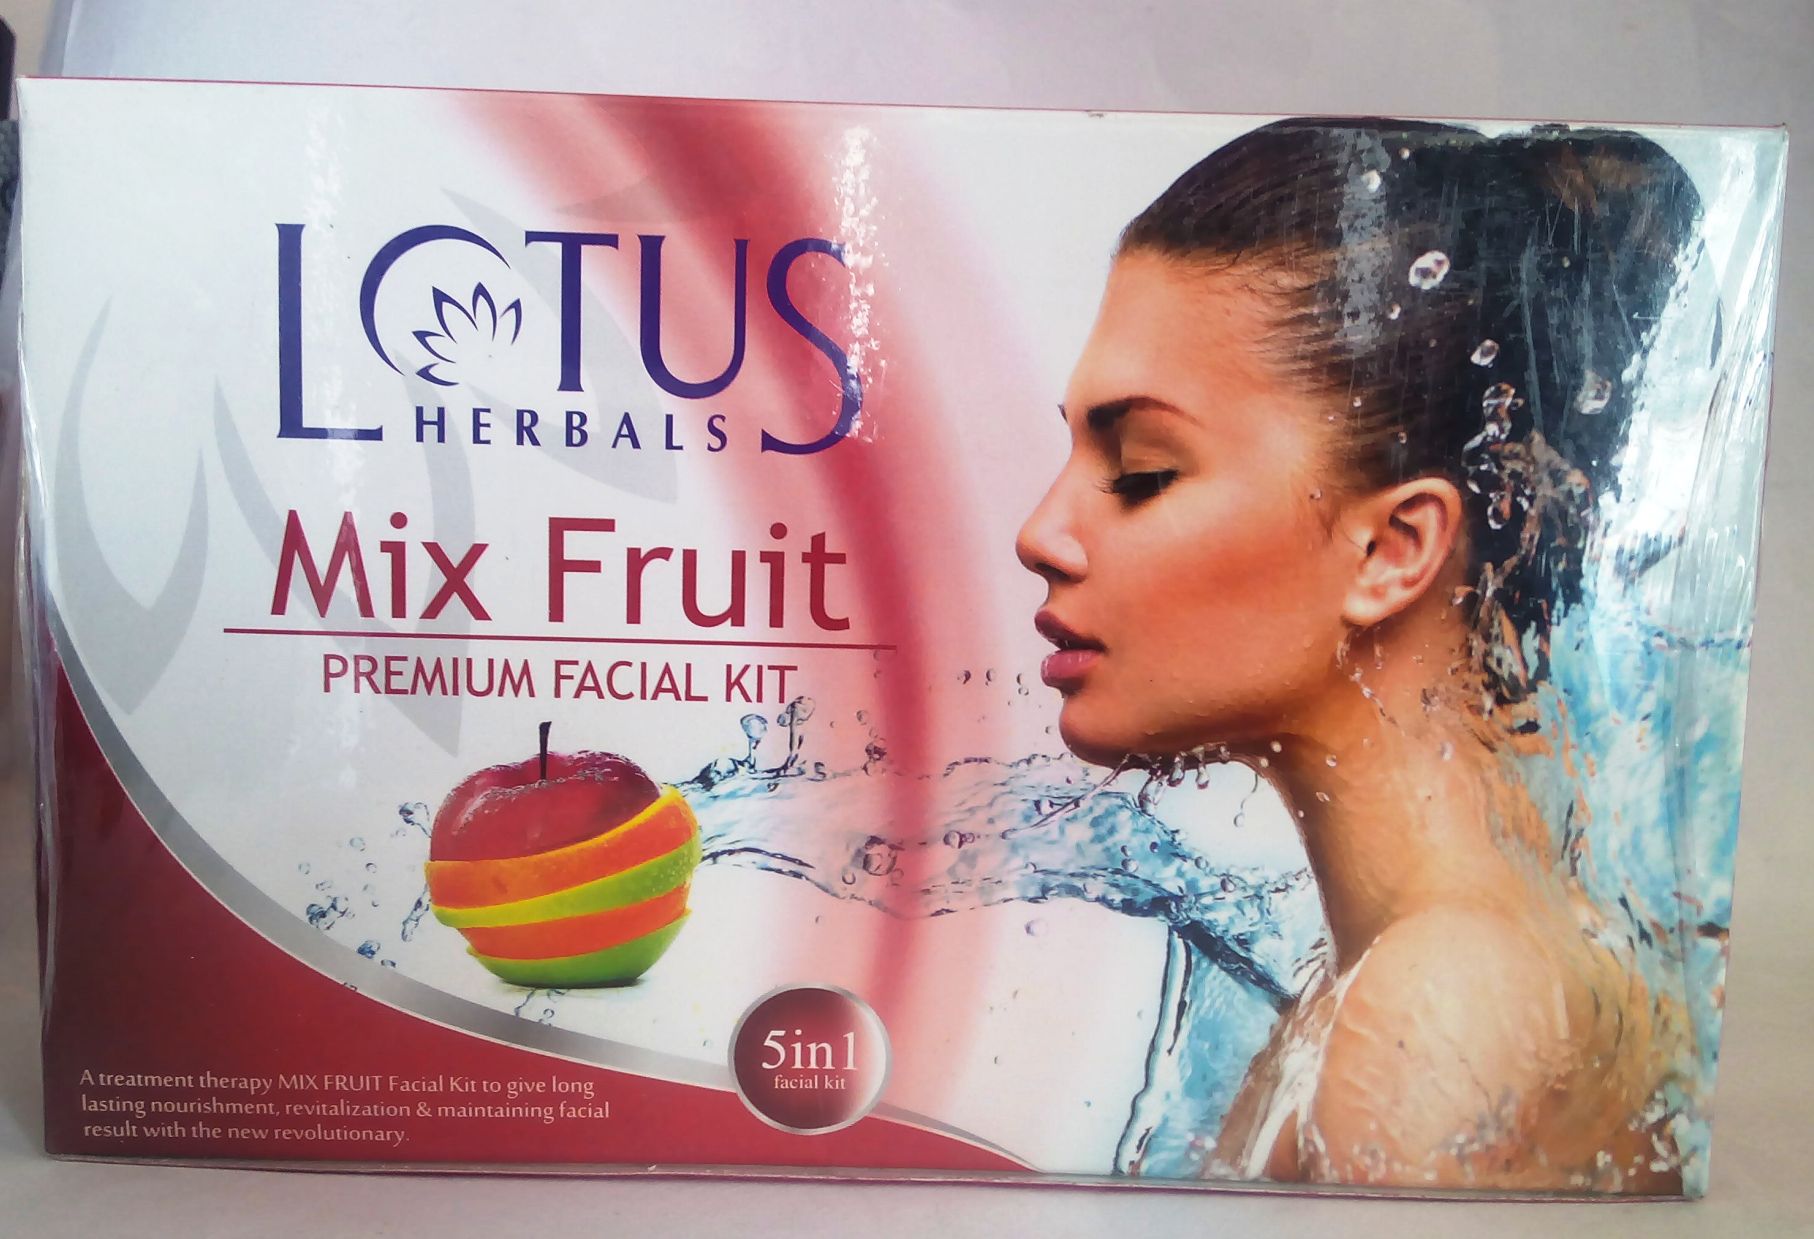 LOTUS
HERBALS
Mix Fruit
PREMIUM FACIAL KIT
5in1
facial kit
A treatment therapy MIX FRUIT Facial Kit to give long
lasting nourishment, revitalization & maintaining facial
result with the new revolutionary.